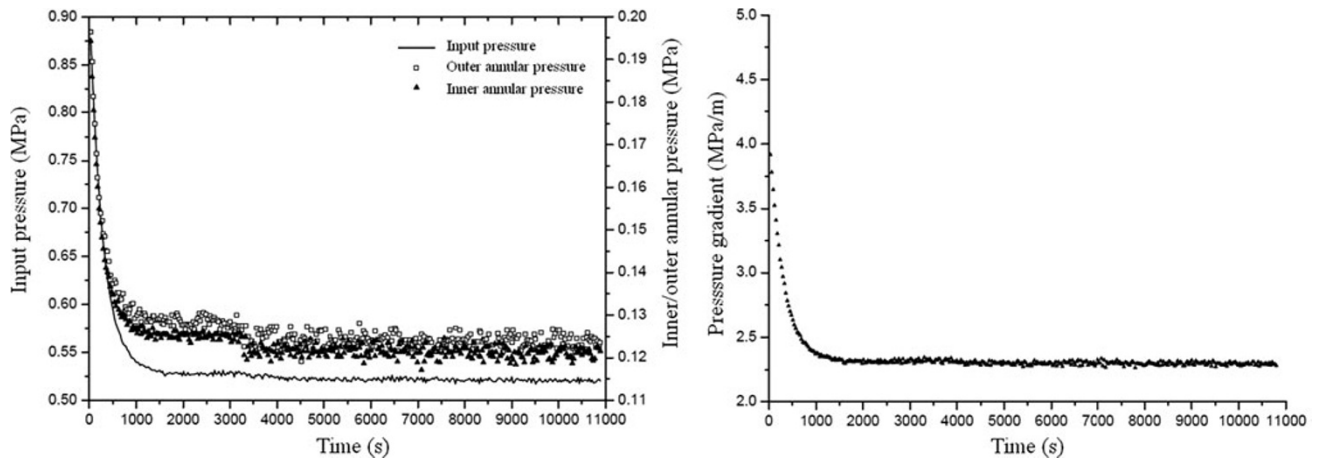 0.90
0.85
0.80
0.75
0.70
0.65
0.60
0.55
0.50
Input pressure (MPa)
Input pressure
Outer annular pressure
Inner annular pressure
0.20
0.19
0.18
0.17
0.16
0.15
0.14
0.13
0.12
0.11
Inner/outer annular pressure (MPa)
0 1000 2000 3000 4000 5000 6000 7000 8000 9000 10000 11000
Time (s)
5.0
4.5
4.0
3.5
3.0
2.5
2.0
Presssure gradient (MPa/m)
0 1000 2000 3000 4000 5000 6000 7000 8000 9000 10000 11000
Time (s)